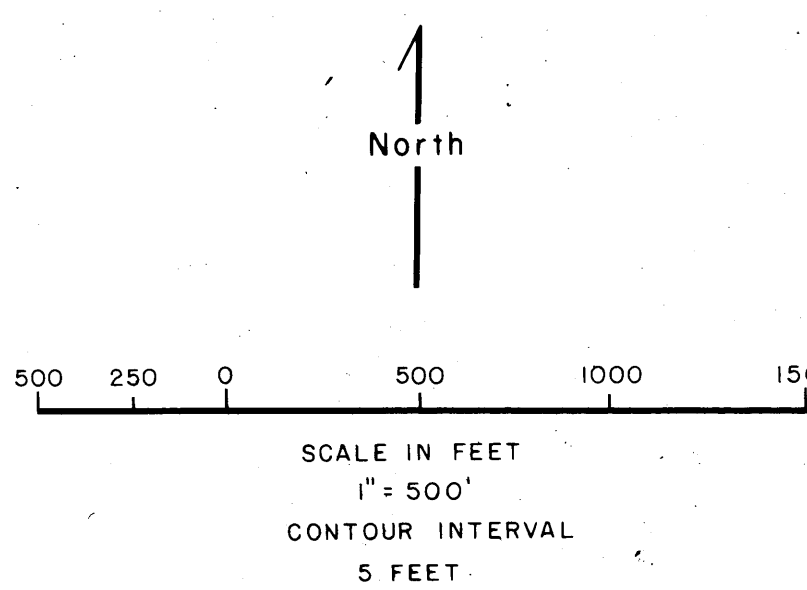 North
500 250 0 500 1000
SCALE IN FEET
1" = 500'
CONTOUR INTERVAL
5 FEET